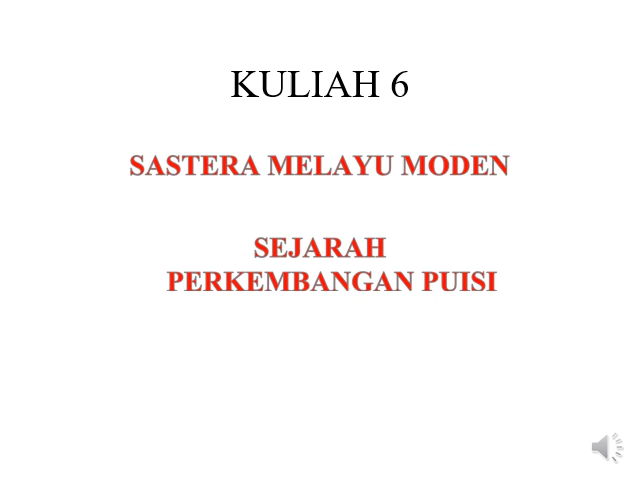 KULIAH 6
SASTERA MELAYU MODEN
SEJARAH
PERKEMBANGAN PUISI